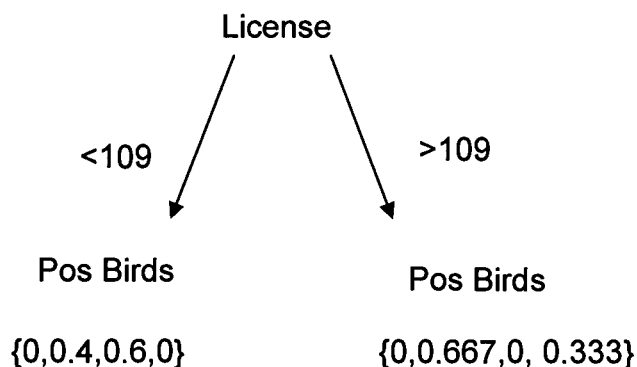 License
<109 >109
Pos Birds Pos Birds
{0,0.4,0.6,0} {0,0.667,0, 0.333}